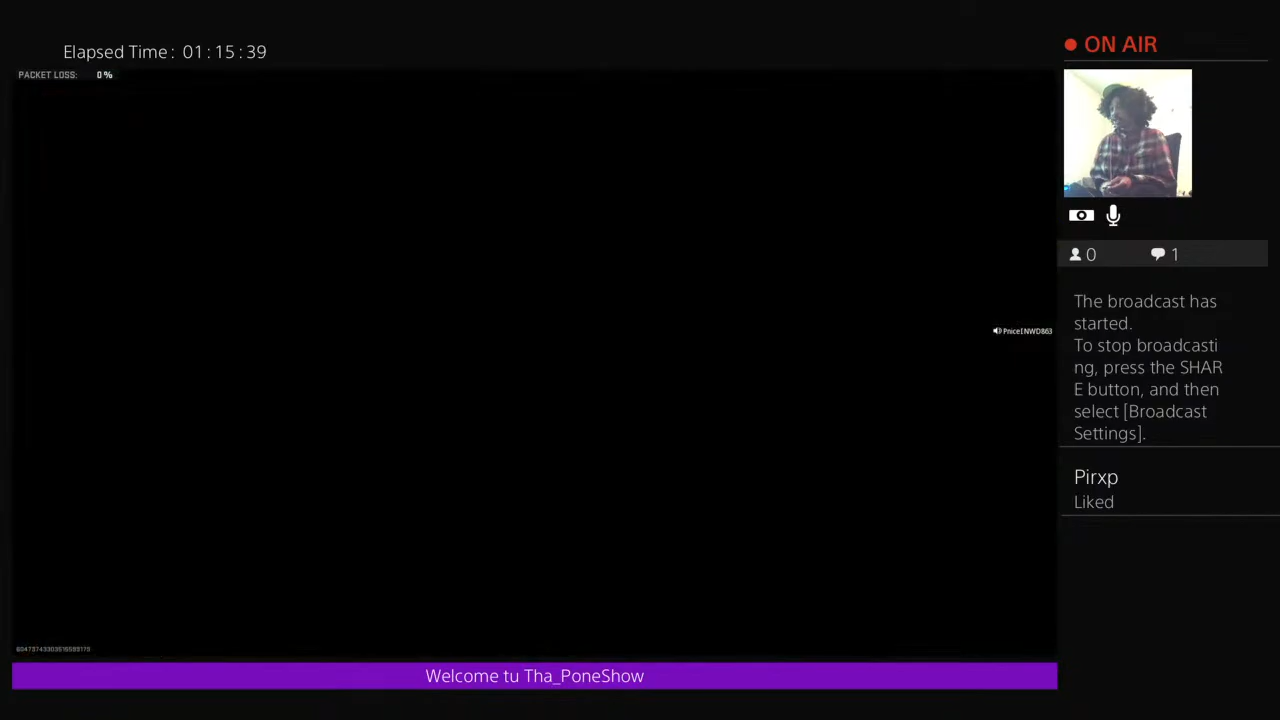 Elapsed Time: 01:15:39
ON AIR
PACKET LOSS: 0%
0 1
The broadcast has
started.
To stop broadcasti
ng, press the SHAR
E button, and then
select [Broadcast
Settings].
Pirxp
Liked
Welcome tu Tha_PoneShow